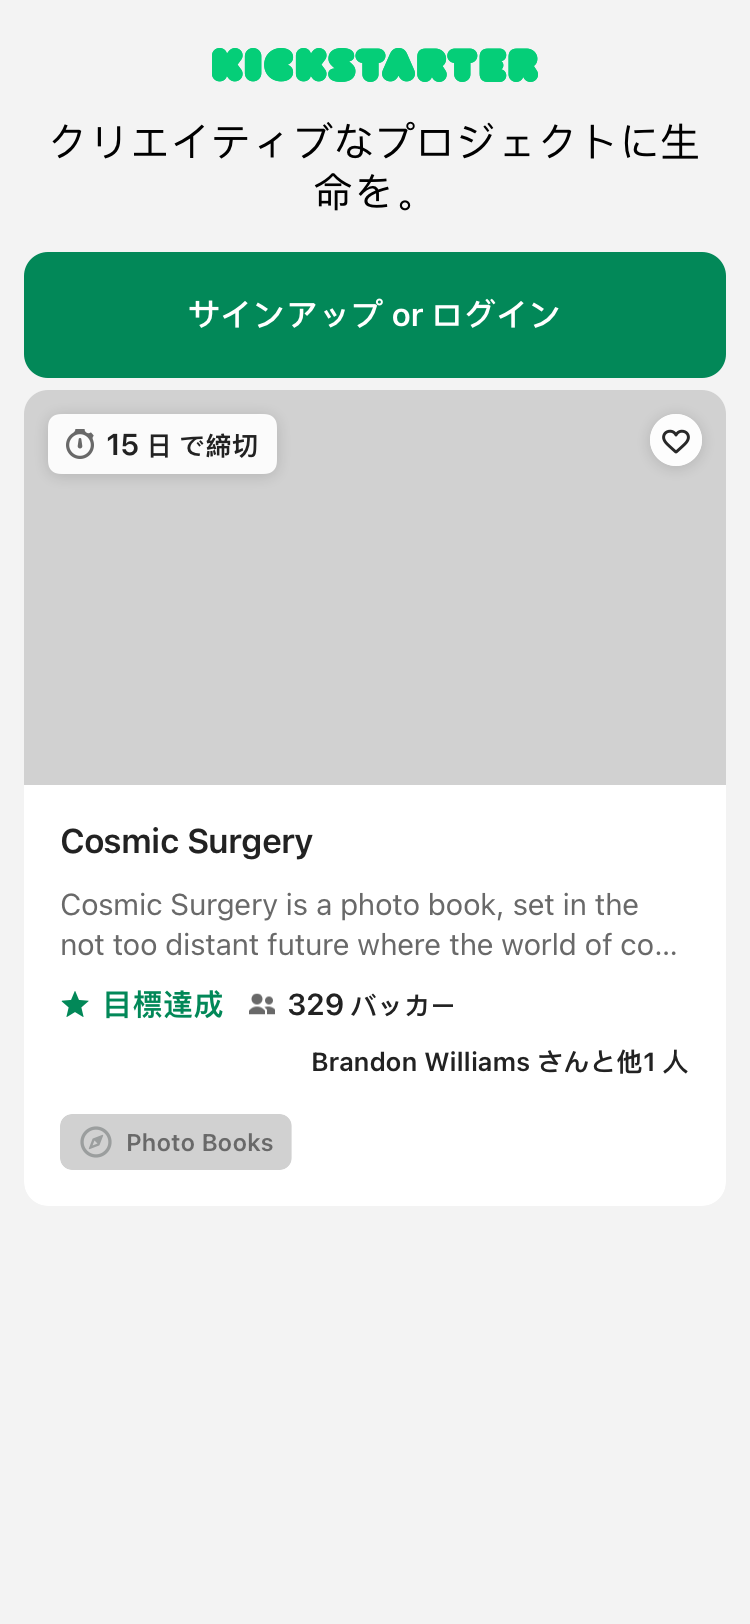 KICKSTARTER
クリエイティブなプロジェクトに生
命を。
サインアップ or ログイン
15 日 で締切
Cosmic Surgery
Cosmic Surgery is a photo book, set in the
not too distant future where the world of co...
目標達成 329 バッカー
Brandon Williams さんと他1 人
Photo Books